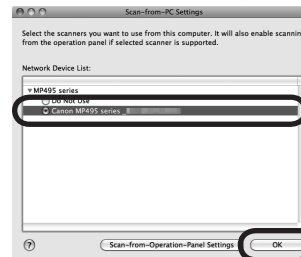 Scan-from-PC Settings
Select the scanners you want to use from this computer. It will also enable scannin
from the operation panel if selected scanner is supported.
Network Device List:
MP495 series
Do Not Use
Canon MP495 series _
?
Scan-from-Operation-Panel Settings
OK